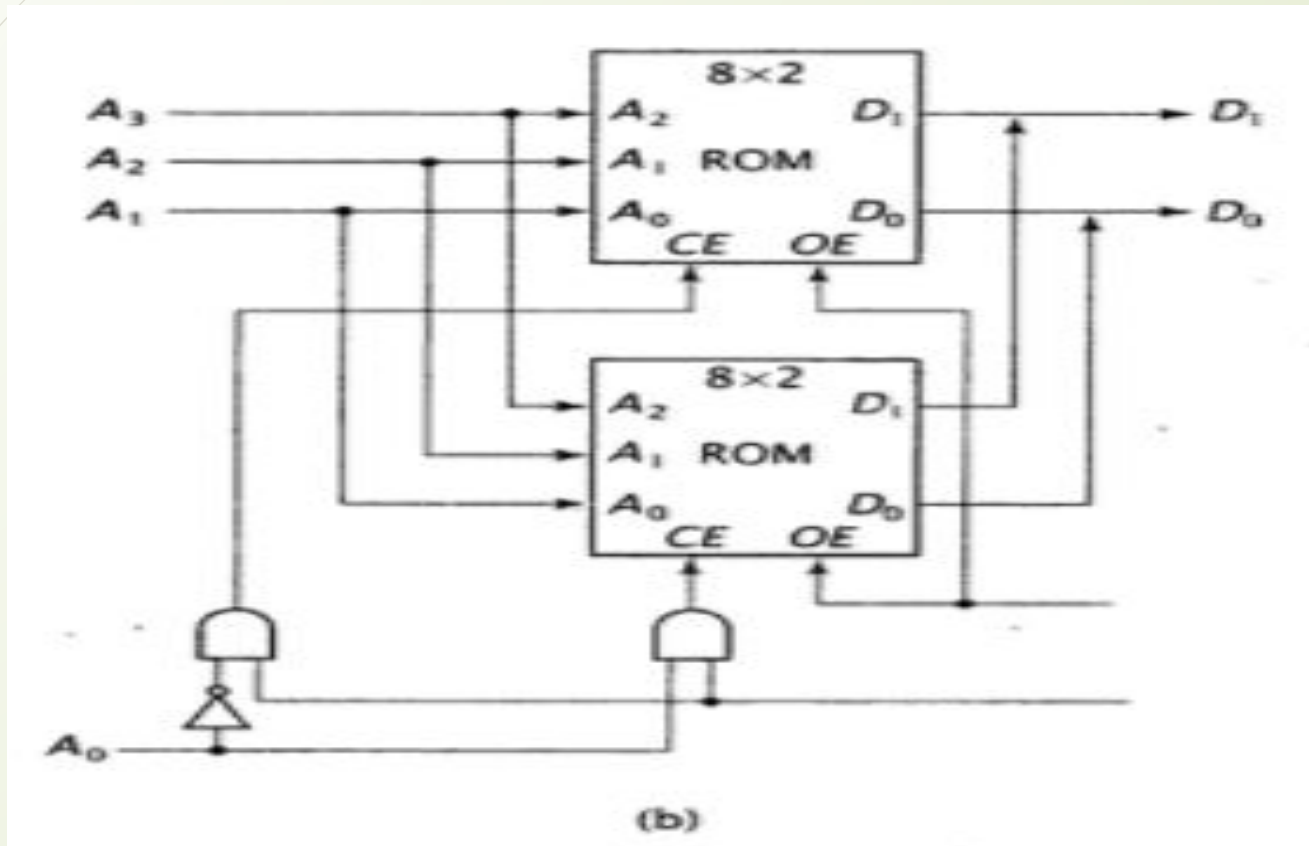 8×2
A₃ A₂ D₁ D₁
A₂ A₁ ROM
A₁ A₀ D₀ D₀
CE OE
8×2
A₂ D₁
A₁ ROM
A₀ D₀
CE OE
A₀
(b)